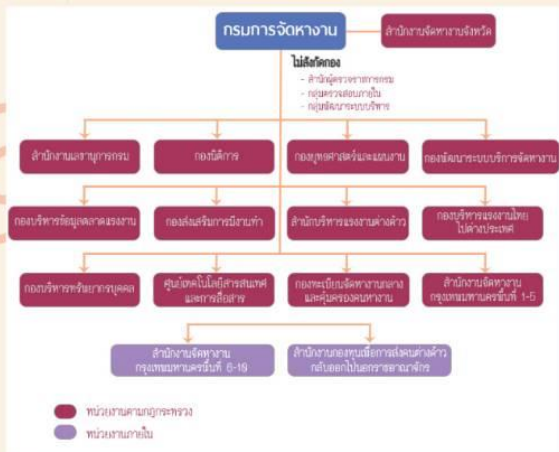 กรมการจัดหางาน
สำนักงานจัดหางานจังหวัด
ไม่สังกัดกอง
- สำนักผู้ตรวจราชการกรม
- กลุ่มตรวจสอบภายใน
- กลุ่มพัฒนาระบบบริหาร
สำนักงานเลขานุการกรม
กองนิติการ
กองยุทธศาสตร์และแผนงาน
กองพัฒนาระบบบริการจัดหางาน
กองบริหารข้อมูลตลาดแรงงาน
กองส่งเสริมการมีงานทำ
สำนักบริหารแรงงานต่างด้าว
กองบริหารแรงงานไทย
ไปต่างประเทศ
กองบริหารทรัพยากรบุคคล
ศูนย์เทคโนโลยีสารสนเทศ
และการสื่อสาร
กองทะเบียนจัดหางานกลาง
และคุ้มครองคนหางาน
สำนักงานจัดหางาน
กรุงเทพมหานครพื้นที่ 1-5
สำนักงานจัดหางาน
กรุงเทพมหานครพื้นที่ 6-10
สำนักงานกองทุนเพื่อการส่งคนต่างด้าว
กลับออกไปนอกราชอาณาจักร
หน่วยงานตามกฎกระทรวง
หน่วยงานภายใน